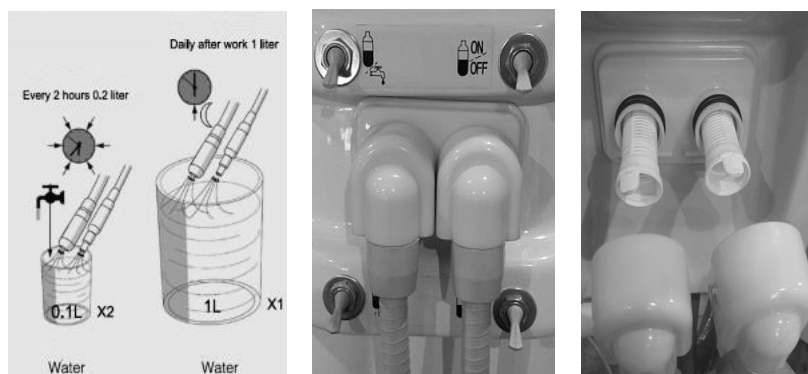 Daily after work 1 liter
Every 2 hours 0.2 liter
0.1L X2
1L X1
Water
Water
ON
OFF